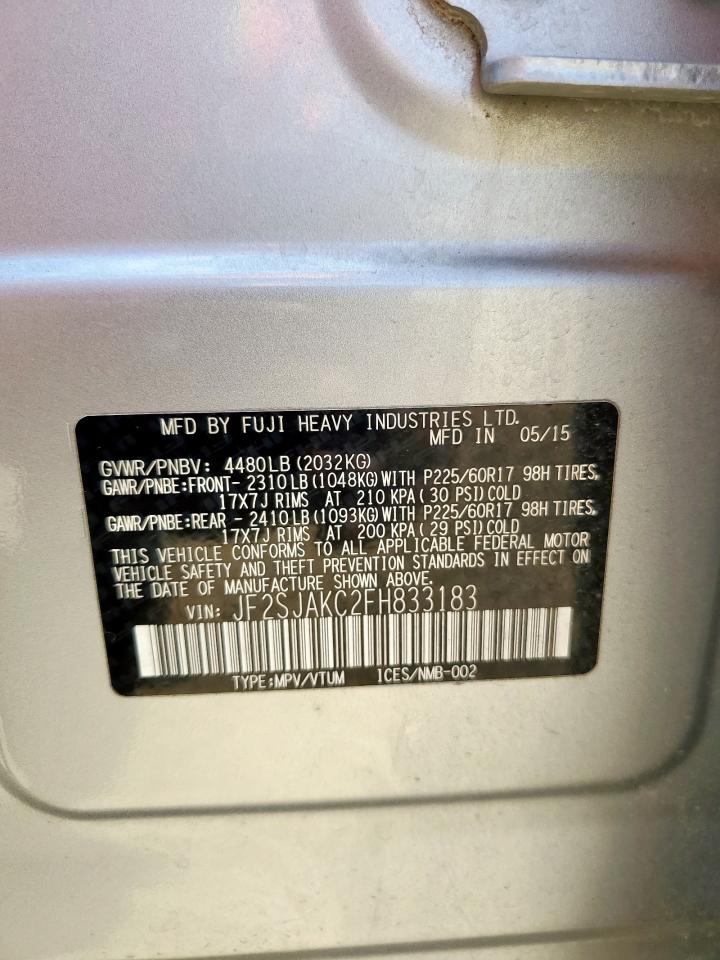 MFD BY FUJI HEAVY INDUSTRIES LTD.
MFD IN 05/15
GVWR/PNBV: 4480LB(2032KG)
GAWR/PNBE:FRONT- 2310LB(1048KG)WITH P225/60R17 98H TIRES,
17X7J RIMS AT 210 KPA(30 PSI)COLD
GAWR/PNBE:REAR - 2410LB(1093KG)WITH P225/60R17 98H TIRES,
17X7J RIMS AT 200 KPA(29 PSI)COLD
THIS VEHICLE CONFORMS TO ALL APPLICABLE FEDERAL MOTOR
VEHICLE SAFETY AND THEFT PREVENTION STANDARDS IN EFFECT ON
THE DATE OF MANUFACTURE SHOWN ABOVE.
VIN: JF2SJAKC2FH833183
TYPE:MPV/VTUM ICES/NMB-002